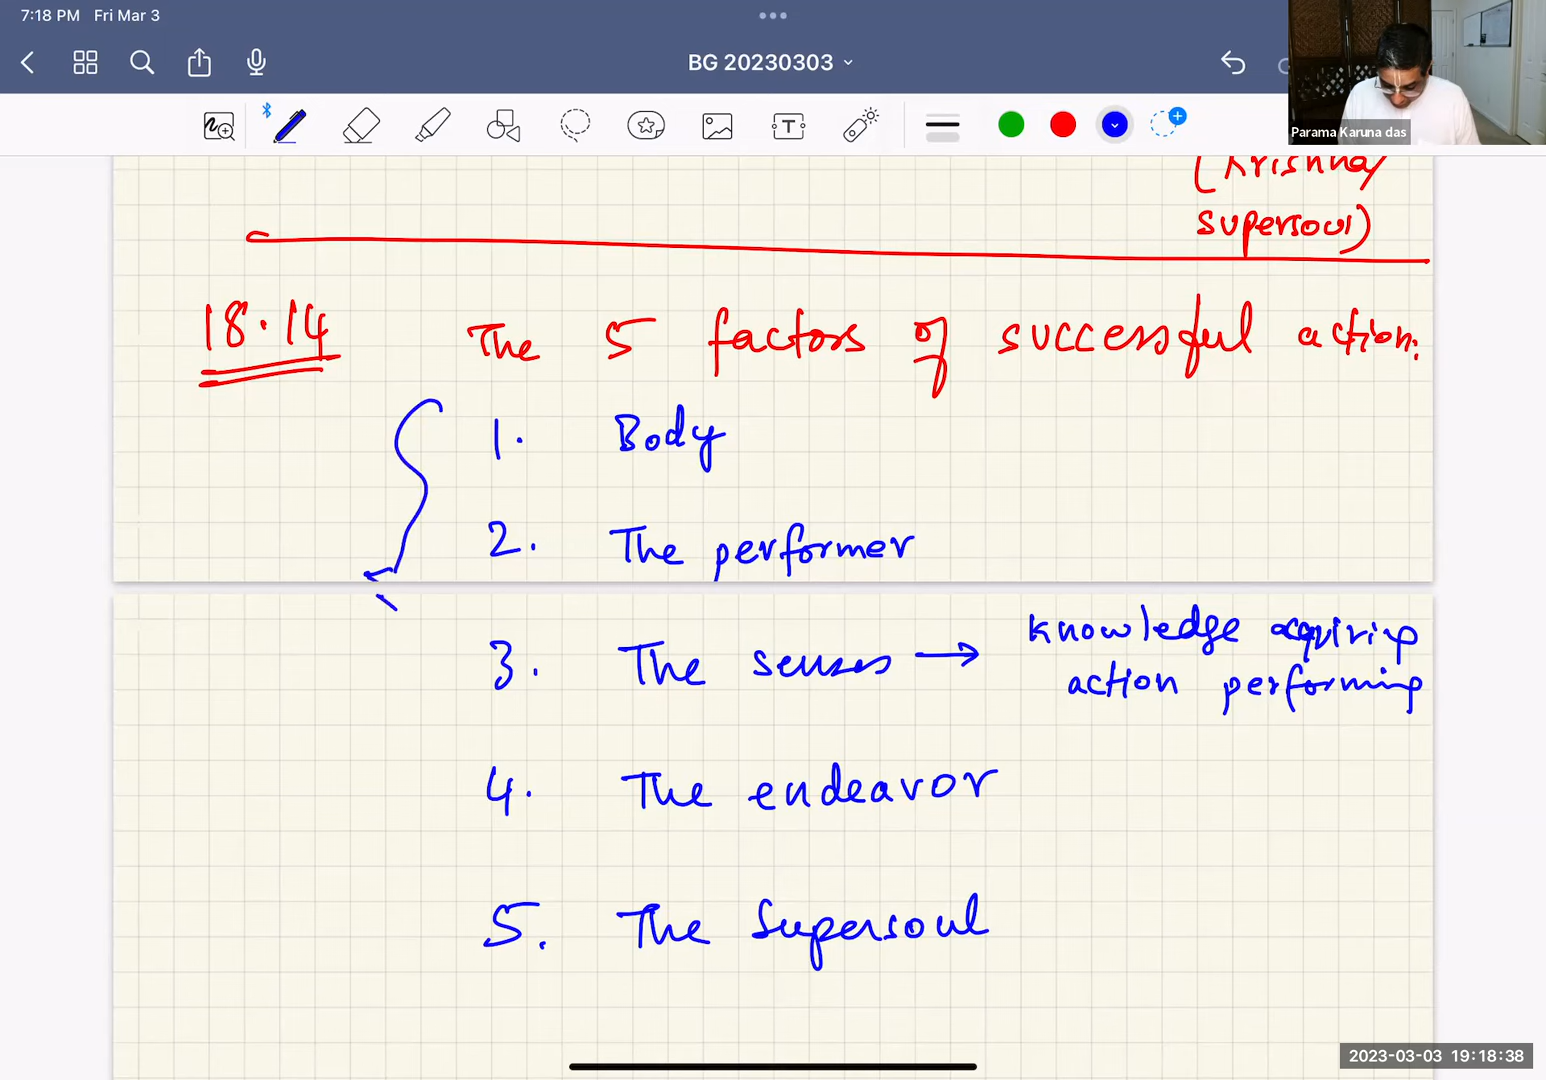 7:18 PM Fri Mar 3
BG 20230303
T
Parama Karuna das
(Krishna/
supersoul)
18.14 The 5 factors of successful action.
1. Body
2. The performer
3. The senses → knowledge acquiring
action performing
4. The endeavor
5. The Supersoul
2023-03-03 19:18:38